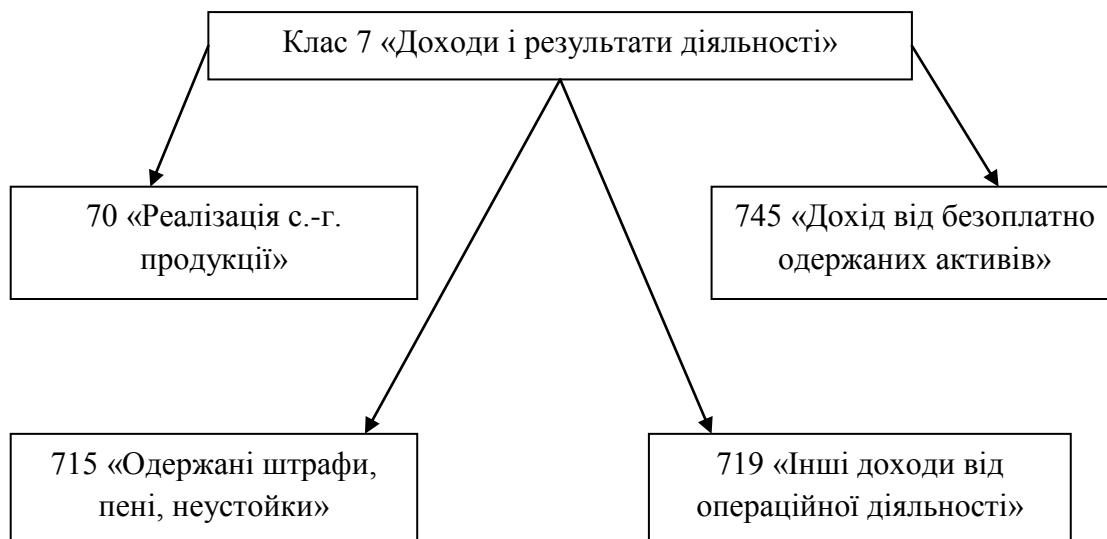 Клас 7 «Доходи і результати діяльності»
70 «Реалізація с.-г.
продукції»
745 «Дохід від безоплатно
одержаних активів»
715 «Одержані штрафи,
пені, неустойки»
719 «Інші доходи від
операційної діяльності»